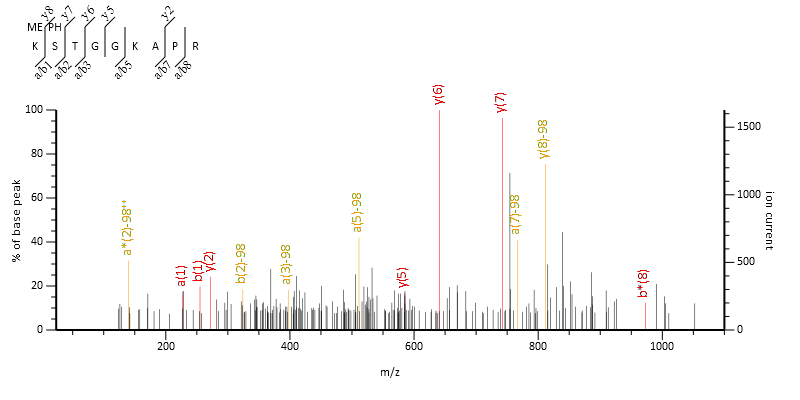 y8 y7 y6 y5 y2
ME PH
K S T G G K A P R
a/b1 a/b2 a/b3 a/b5 a/b7 a/b8
y(6)
y(7)
y(8)-98
a*(2)-98++
a(1)
b(1)
y(2)
b(2)-98
a(3)-98
a(5)-98
y(5)
a(7)-98
b*(8)
% of base peak
100
80
60
40
20
0
ion current
1500
1000
500
0
200 400 600 800 1000
m/z